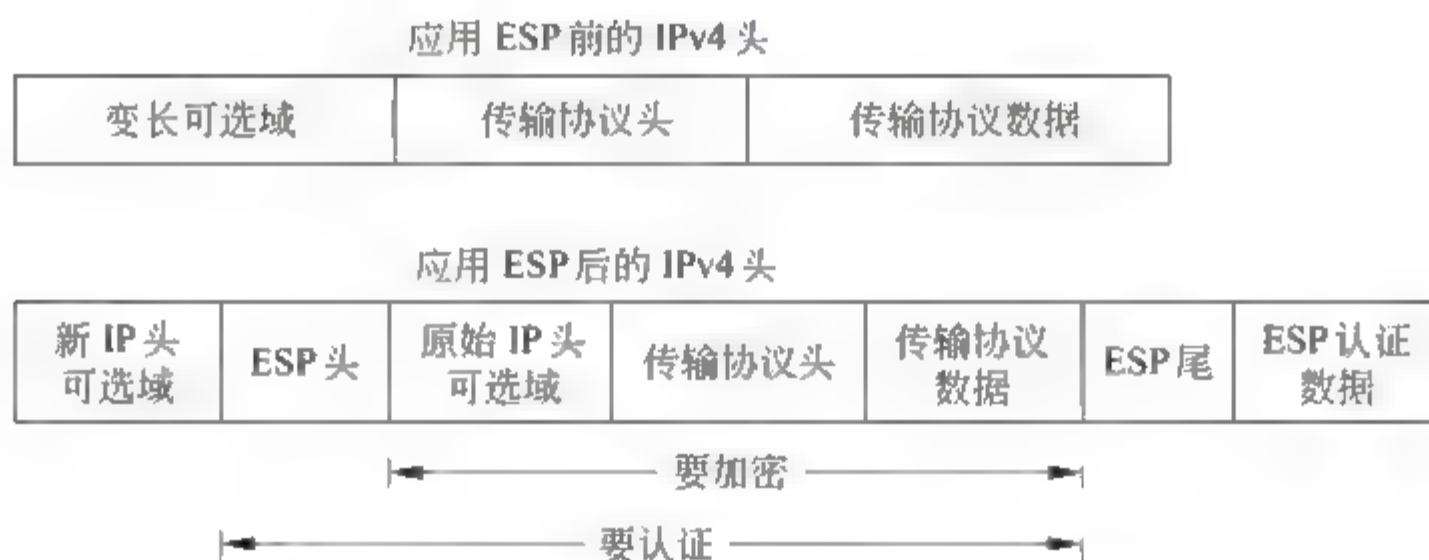 应用 ESP 前的 IPv4 头
变长可选域 传输协议头 传输协议数据
应用 ESP 后的 IPv4 头
新 IP 头 可选域 ESP 头 原始 IP 头 可选域 传输协议头 传输协议 数据 ESP 尾 ESP 认证 数据
要加密
要认证